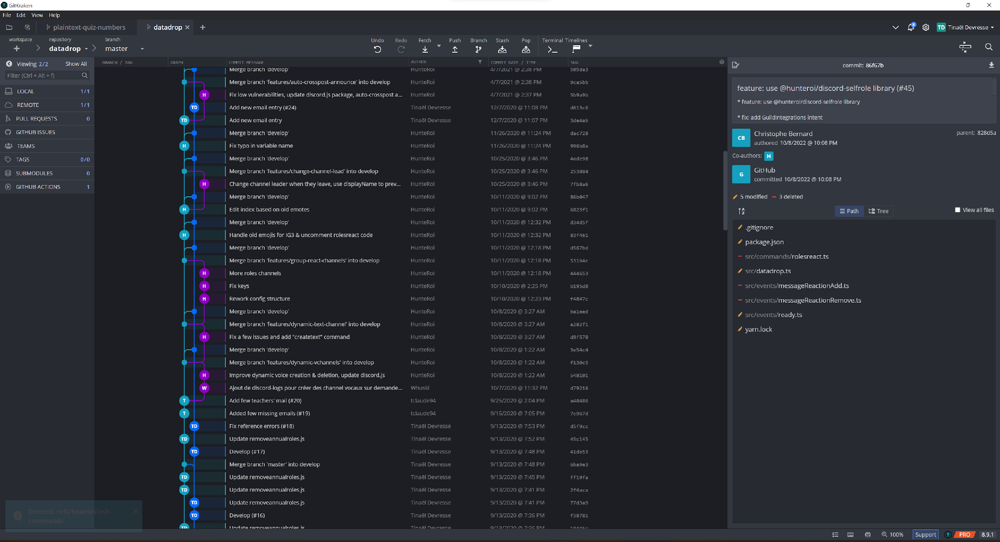 GitKraken
File Edit View Help
plaintext-quiz-numbers datadrop
8 TD Tinaël Devresse
workspace repository branch
datadrop master
Undo Redo Fetch Push Branch Stash Pop Terminal Timelines
Viewing 2/2 Show All
Filter (Ctrl + Alt + f)
LOCAL 1/1
REMOTE 1/1
PULL REQUESTS 0
GITHUB ISSUES
TEAMS
TAGS 0/0
SUBMODULES 0
GITHUB ACTIONS 1
BRANCH / TAG GRAPH COMMIT MESSAGE AUTHOR COMMIT DATE / TIME SHA
Merge branch 'develop' HunteRoi 4/7/2021 @ 2:38 PM 505da3
Merge branch 'features/auto-crosspost-announce' into develop HunteRoi 4/7/2021 @ 2:38 PM 9ca5bb
H Fix low vulnerabilities, update discord.js package, auto-crosspost a... HunteRoi 4/7/2021 @ 2:37 PM 5b9a9b
TD Add new email entry (#24) Tinaël Devresse 12/7/2020 @ 11:08 PM d613c6
TD Add new email entry Tinaël Devresse 12/7/2020 @ 11:07 PM 3de4ab
Merge branch 'develop' HunteRoi 11/26/2020 @ 11:24 PM dac728
H Fix typo in variable name HunteRoi 11/26/2020 @ 11:24 PM 996b8a
Merge branch 'develop' HunteRoi 10/25/2020 @ 3:46 PM 4edc98
Merge branch 'features/change-channel-lead' into develop HunteRoi 10/25/2020 @ 3:46 PM 253884
H Change channel leader when they leave, use displayName to prev... HunteRoi 10/25/2020 @ 3:46 PM 7fb8a6
Merge branch 'develop' HunteRoi 10/11/2020 @ 9:02 PM 86b047
H Edit index based on old emotes HunteRoi 10/11/2020 @ 9:02 PM 6823f1
Merge branch 'develop' HunteRoi 10/11/2020 @ 12:32 PM d34d5f
H Handle old emojis for IG3 & uncomment rolesreact code HunteRoi 10/11/2020 @ 12:32 PM 83f461
Merge branch 'develop' HunteRoi 10/11/2020 @ 12:18 PM d567bd
Merge branch 'features/group-react-channels' into develop HunteRoi 10/11/2020 @ 12:18 PM 531b4c
H More roles channels HunteRoi 10/11/2020 @ 12:18 PM 444653
H Fix keys HunteRoi 10/10/2020 @ 2:25 PM b195d0
H Rework config structure HunteRoi 10/10/2020 @ 12:23 PM f4847c
Merge branch 'develop' HunteRoi 10/8/2020 @ 3:27 AM ba1eed
Merge branch 'features/dynamic-text-channel' into develop HunteRoi 10/8/2020 @ 3:27 AM e282f1
H Fix a few issues and add "createtext" command HunteRoi 10/8/2020 @ 3:27 AM d9f570
Merge branch 'develop' HunteRoi 10/8/2020 @ 1:22 AM 3e54c4
Merge branch 'features/dynamic-vchannels' into develop HunteRoi 10/8/2020 @ 1:22 AM f130c5
H Improve dynamic voice creation & deletion, update discord.js HunteRoi 10/8/2020 @ 1:22 AM 548101
W Ajout de discord-logs pour créer des channel vocaux sur demande... Whuski 10/7/2020 @ 11:32 PM d79216
T Add few teachers' mail (#20) tclaude94 9/25/2020 @ 2:04 PM a40486
T Added few missing emails (#19) tclaude94 9/15/2020 @ 7:05 PM 7c967d
TD Fix reference errors (#18) Tinaël Devresse 9/13/2020 @ 7:53 PM d5f9cc
TD Update removeannualroles.js Tinaël Devresse 9/13/2020 @ 7:52 PM 45c145
TD Develop (#17) Tinaël Devresse 9/13/2020 @ 7:48 PM 41de53
Merge branch 'master' into develop Tinaël Devresse 9/13/2020 @ 7:48 PM 6ba9e3
TD Update removeannualroles.js Tinaël Devresse 9/13/2020 @ 7:45 PM ff19fa
TD Update removeannualroles.js Tinaël Devresse 9/13/2020 @ 7:41 PM 2f4aca
TD Update removeannualroles.js Tinaël Devresse 9/13/2020 @ 7:41 PM 77d3a9
TD Develop (#16) Tinaël Devresse 9/13/2020 @ 7:36 PM f38781
TD Update removeannualroles.js Tinaël Devresse 9/13/2020 @ 7:36 PM
Deleted: refs/heads/slash-
commands
commit: 86f67b
feature: use @hunteroi/discord-selfrole library (#45)
* feature: use @hunteroi/discord-selfrole library
* fix: add GuildIntegrations intent
CB Christophe Bernard parent: 828d5a
authored 10/8/2022 @ 10:08 PM
Co-authors: H
G GitHub
committed 10/8/2022 @ 10:08 PM
5 modified 3 deleted
A Z Path Tree View all files
.gitignore
package.json
src/commands/rolesreact.ts
src/datadrop.ts
src/events/messageReactionAdd.ts
src/events/messageReactionRemove.ts
src/events/ready.ts
yarn.lock
100% Support PRO 8.9.1